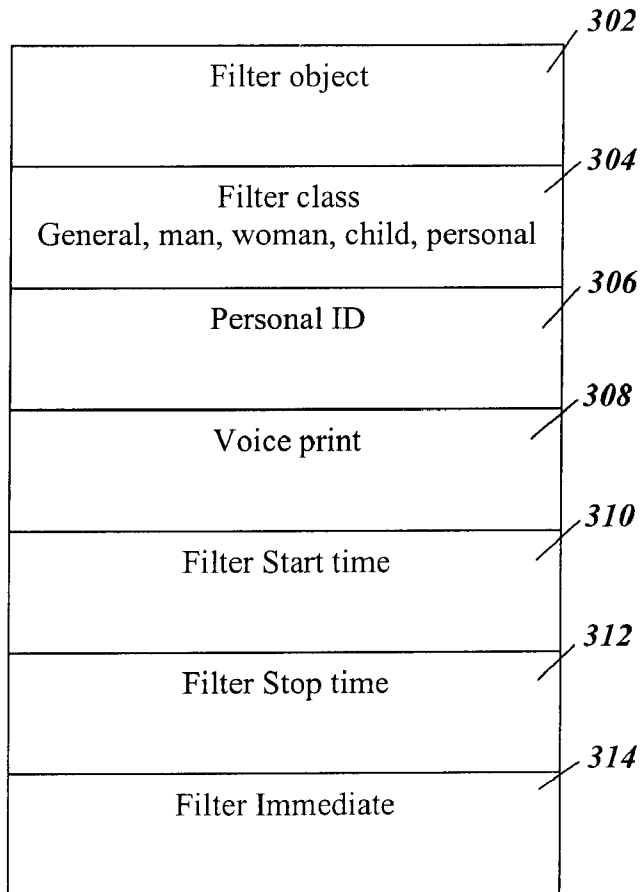 302
Filter object
304
Filter class
General, man, woman, child, personal
306
Personal ID
308
Voice print
310
Filter Start time
312
Filter Stop time
314
Filter Immediate